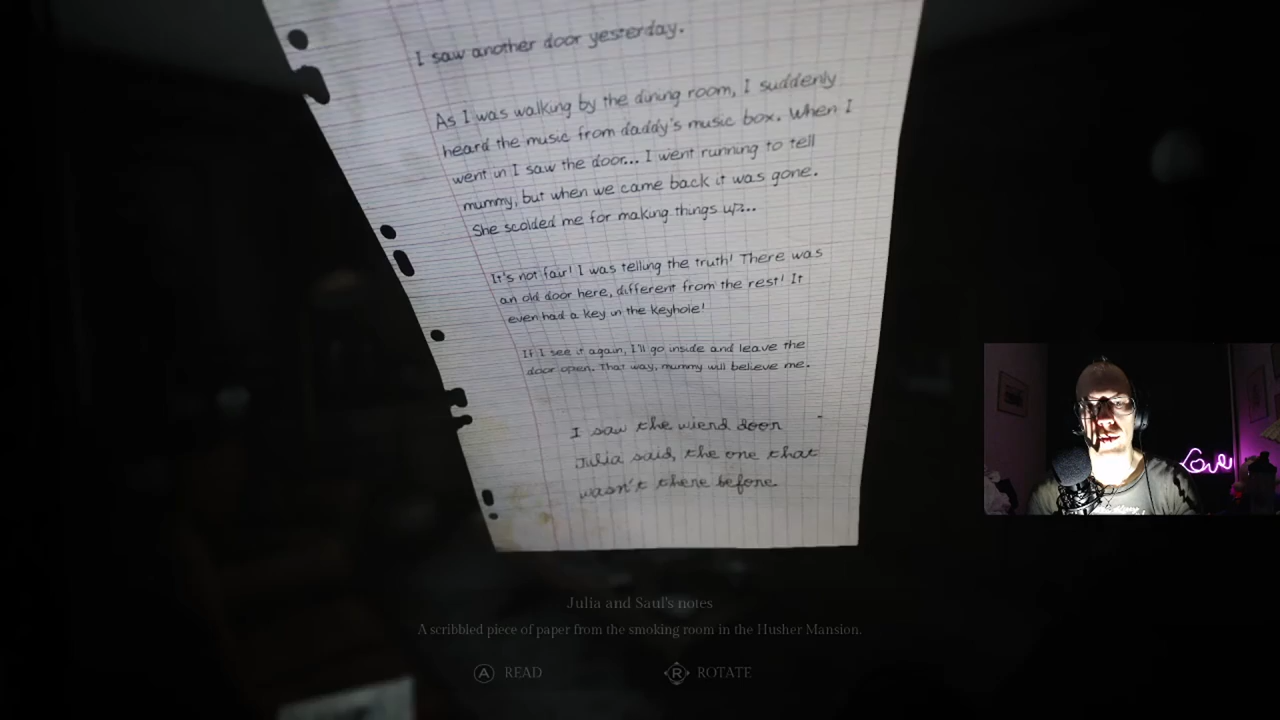 I saw another door yesterday.
As I was walking by the dining room, I suddenly
heard the music from daddy's music box. When I
went in I saw the door... I went running to tell
mummy, but when we came back it was gone.
She scolded me for making things up...
It's not fair! I was telling the truth! There was
an old door here, different from the rest! It
even had a key in the keyhole!
If I see it again, I'll go inside and leave the
door open. That way, mummy will believe me.
I saw the wierd door
Julia said, the one that
wasn't there before
Love
Julia and Saul's notes
A scribbled piece of paper from the smoking room in the Husher Mansion.
A READ
R ROTATE